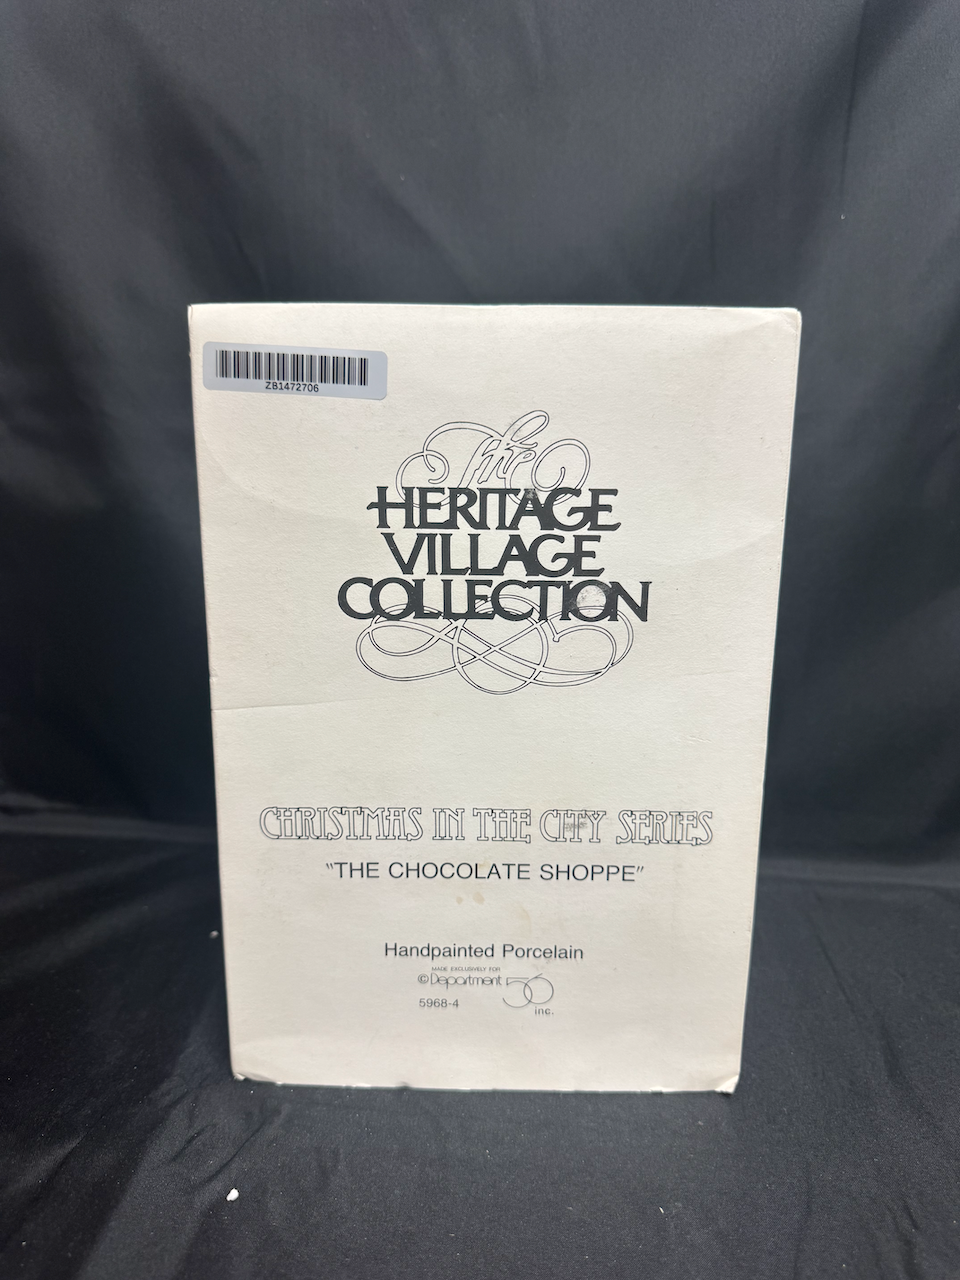 ZB1472706
The
HERITAGE
VILLAGE
COLLECTION
CHRISTMAS IN THE CITY SERIES
"THE CHOCOLATE SHOPPE"
Handpainted Porcelain
MADE EXCLUSIVELY FOR
© Department 56
5968-4
inc.